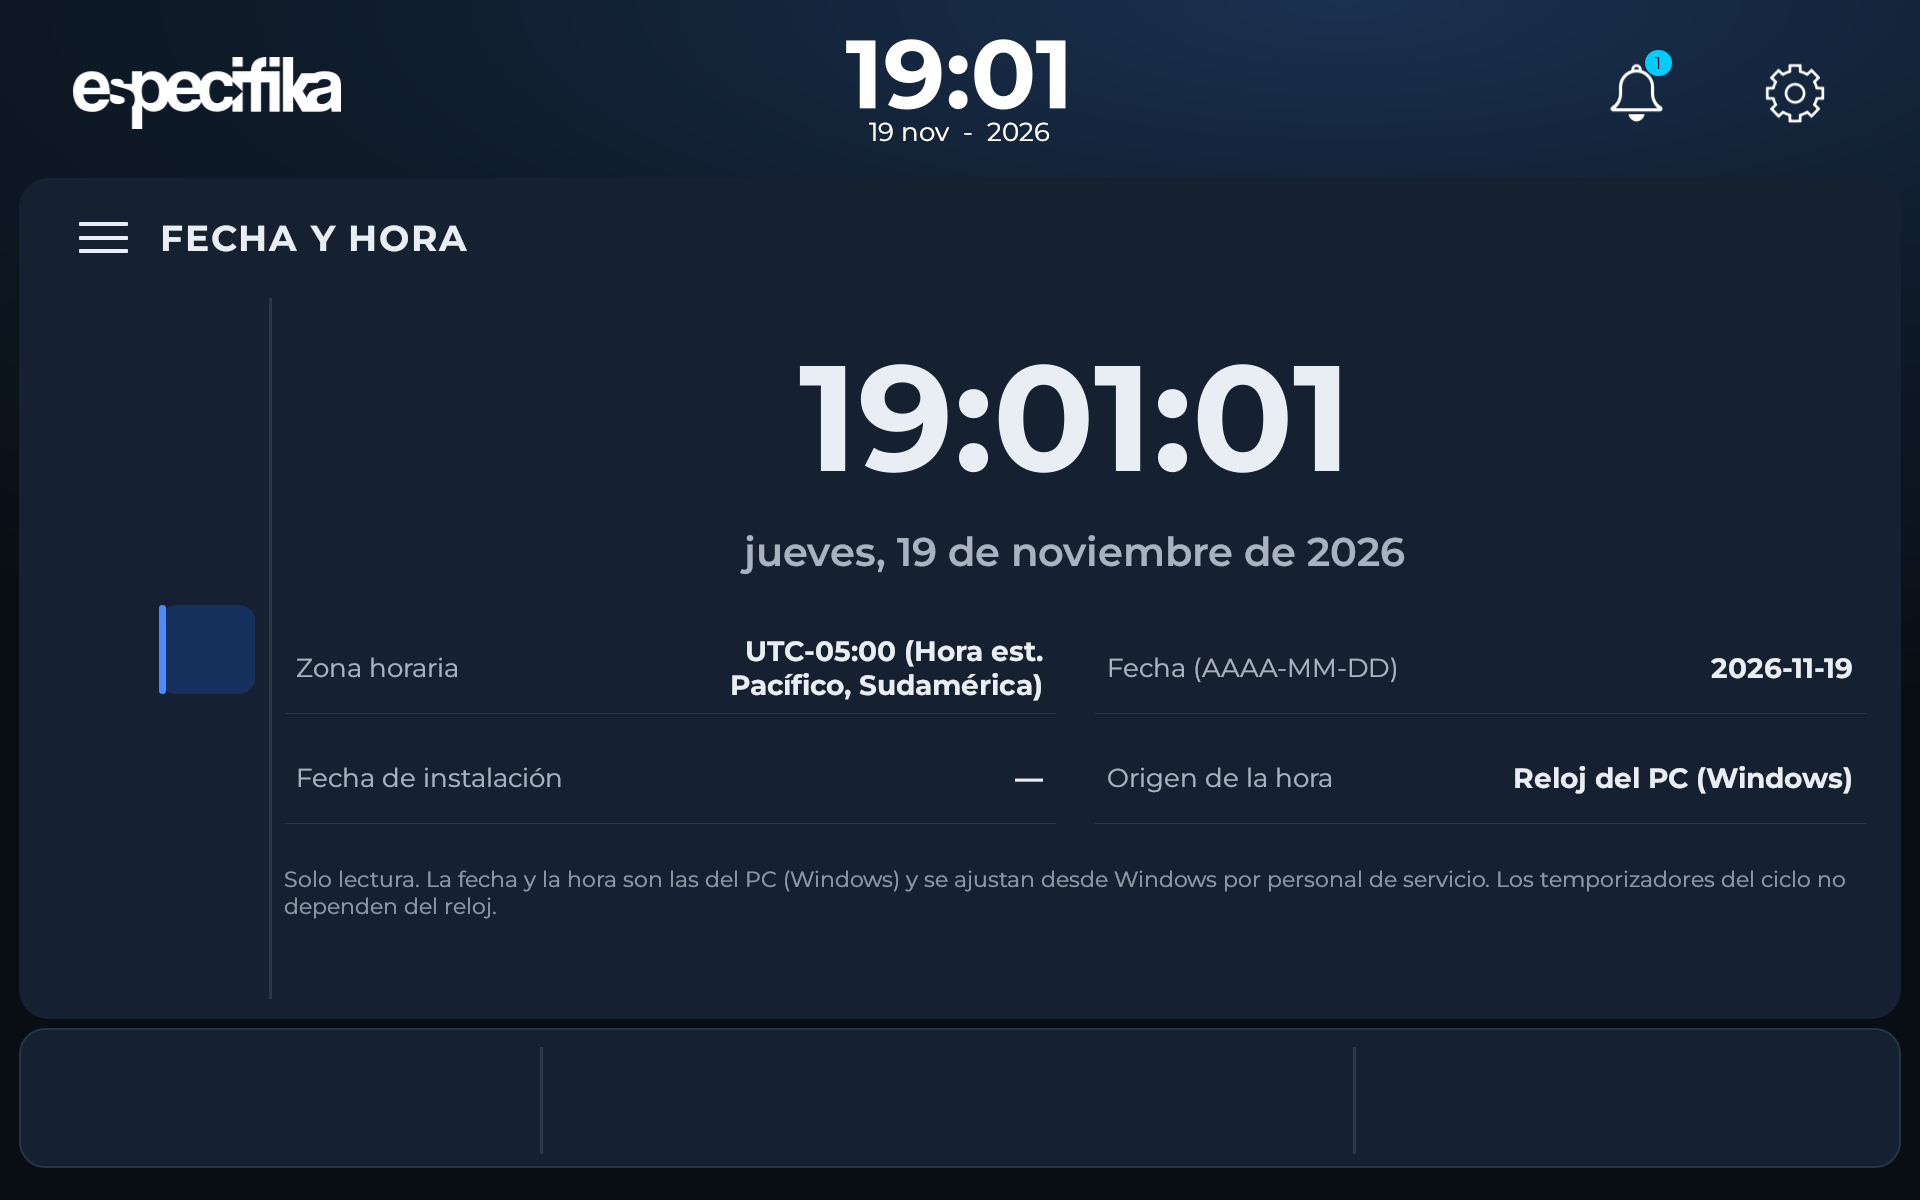 especifika
19:01
19 nov - 2026
1
FECHA Y HORA
19:01:01
jueves, 19 de noviembre de 2026
Zona horaria
UTC-05:00 (Hora est.
Pacífico, Sudamérica)
Fecha (AAAA-MM-DD)
2026-11-19
Fecha de instalación
—
Origen de la hora
Reloj del PC (Windows)
Solo lectura. La fecha y la hora son las del PC (Windows) y se ajustan desde Windows por personal de servicio. Los temporizadores del ciclo no
dependen del reloj.